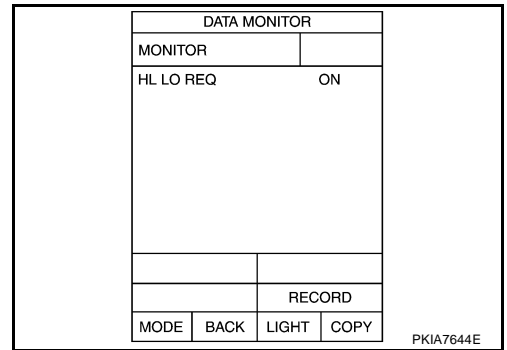 DATA MONITOR
MONITOR
HL LO REQ ON
RECORD
MODE BACK LIGHT COPY
PKIA7644E